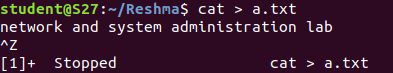 student@S27:~/Reshma$ cat > a.txt
network and system administration lab
^Z
[1]+  Stopped                 cat > a.txt